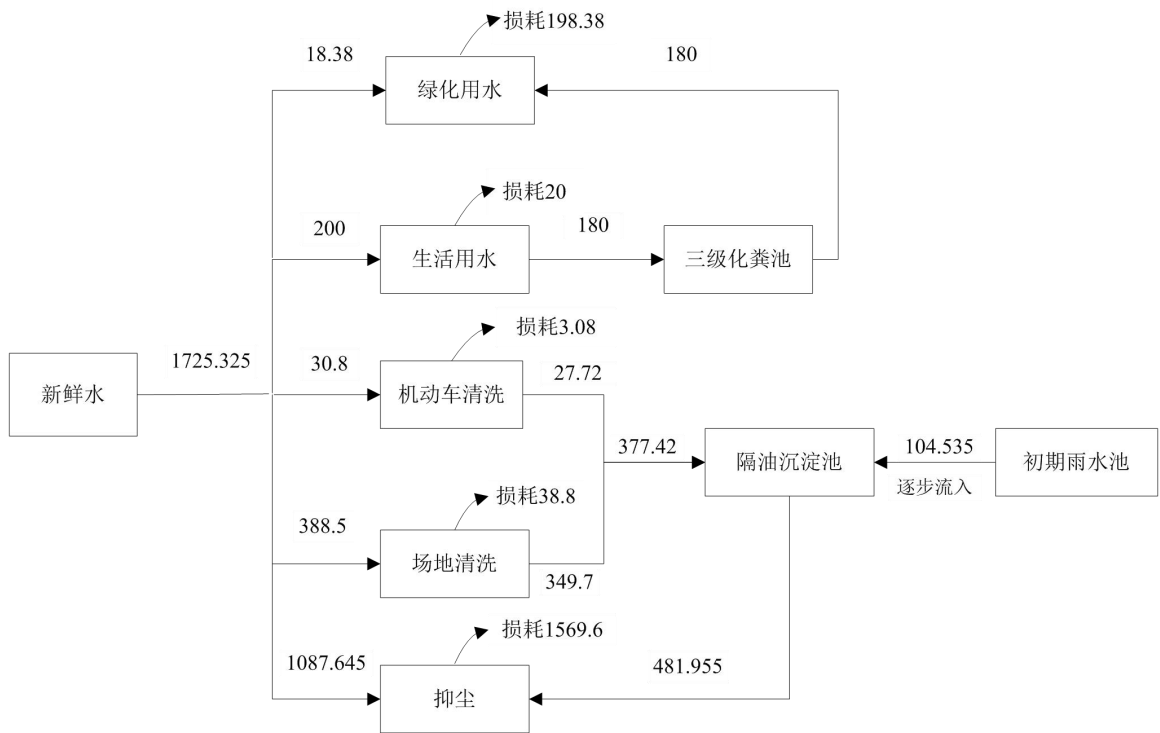 损耗198.38
18.38
180
绿化用水
损耗20
200
180
生活用水
三级化粪池
损耗3.08
1725.325
30.8
27.72
新鲜水
机动车清洗
377.42
104.535
隔油沉淀池
初期雨水池
逐步流入
损耗38.8
388.5
场地清洗
349.7
损耗1569.6
1087.645
481.955
抑尘